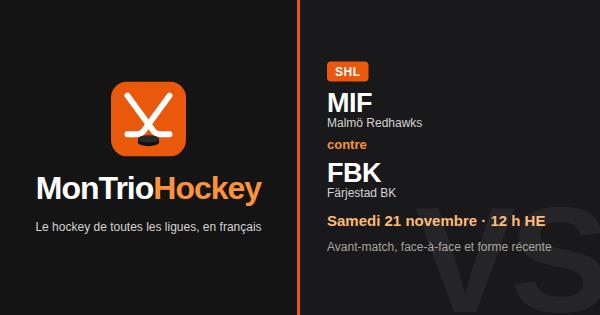 MonTrioHockey
Le hockey de toutes les ligues, en français
SHL
MIF
Malmö Redhawks
contre
FBK
Färjestad BK
Samedi 21 novembre · 12 h HE
Avant-match, face-à-face et forme récente
VS